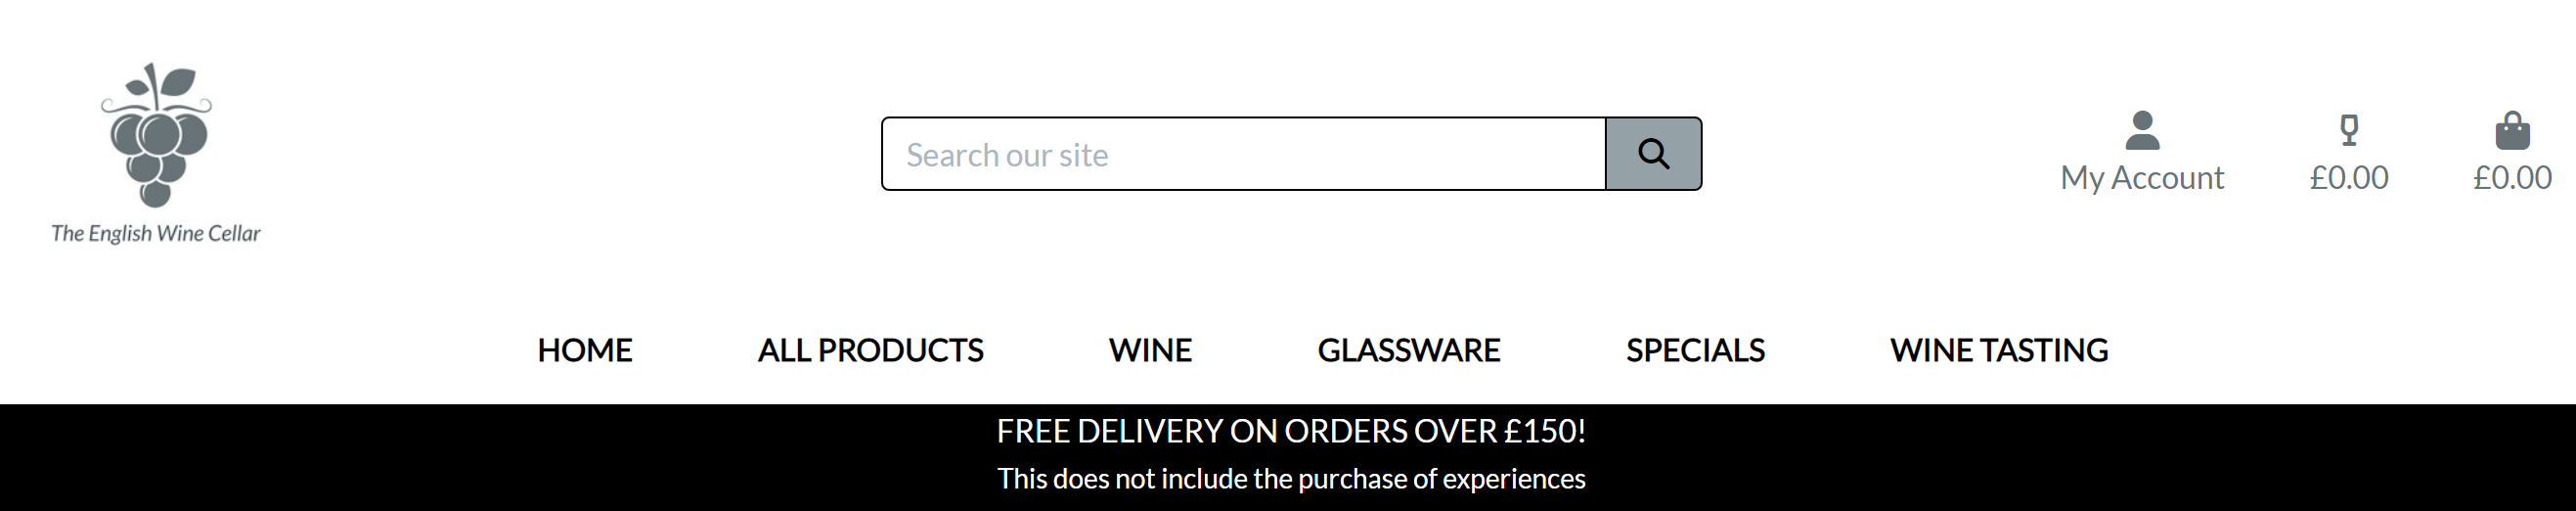 The English Wine Cellar
Search our site
My Account
£0.00
£0.00
HOME
ALL PRODUCTS
WINE
GLASSWARE
SPECIALS
WINE TASTING
FREE DELIVERY ON ORDERS OVER £150!
This does not include the purchase of experiences